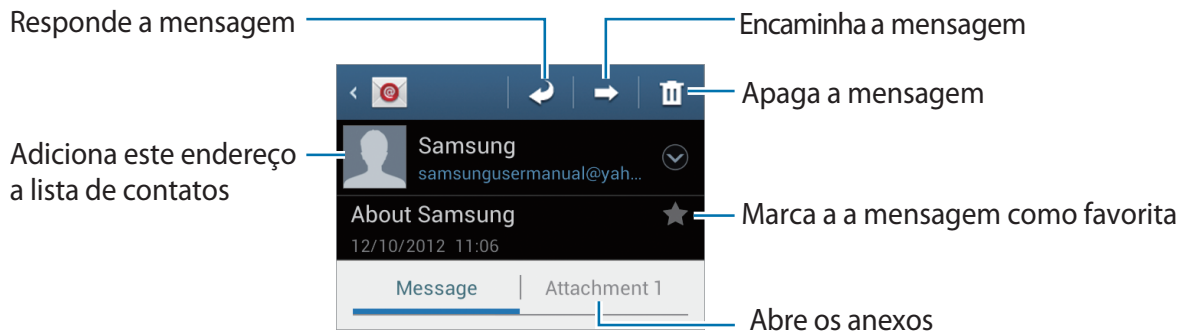 Responde a mensagem
Encaminha a mensagem
Apaga a mensagem
Adiciona este endereço
a lista de contatos
Samsung
samsungusermanual@yah...
About Samsung
12/10/2012 11:06
Marca a a mensagem como favorita
Message
Attachment 1
Abre os anexos